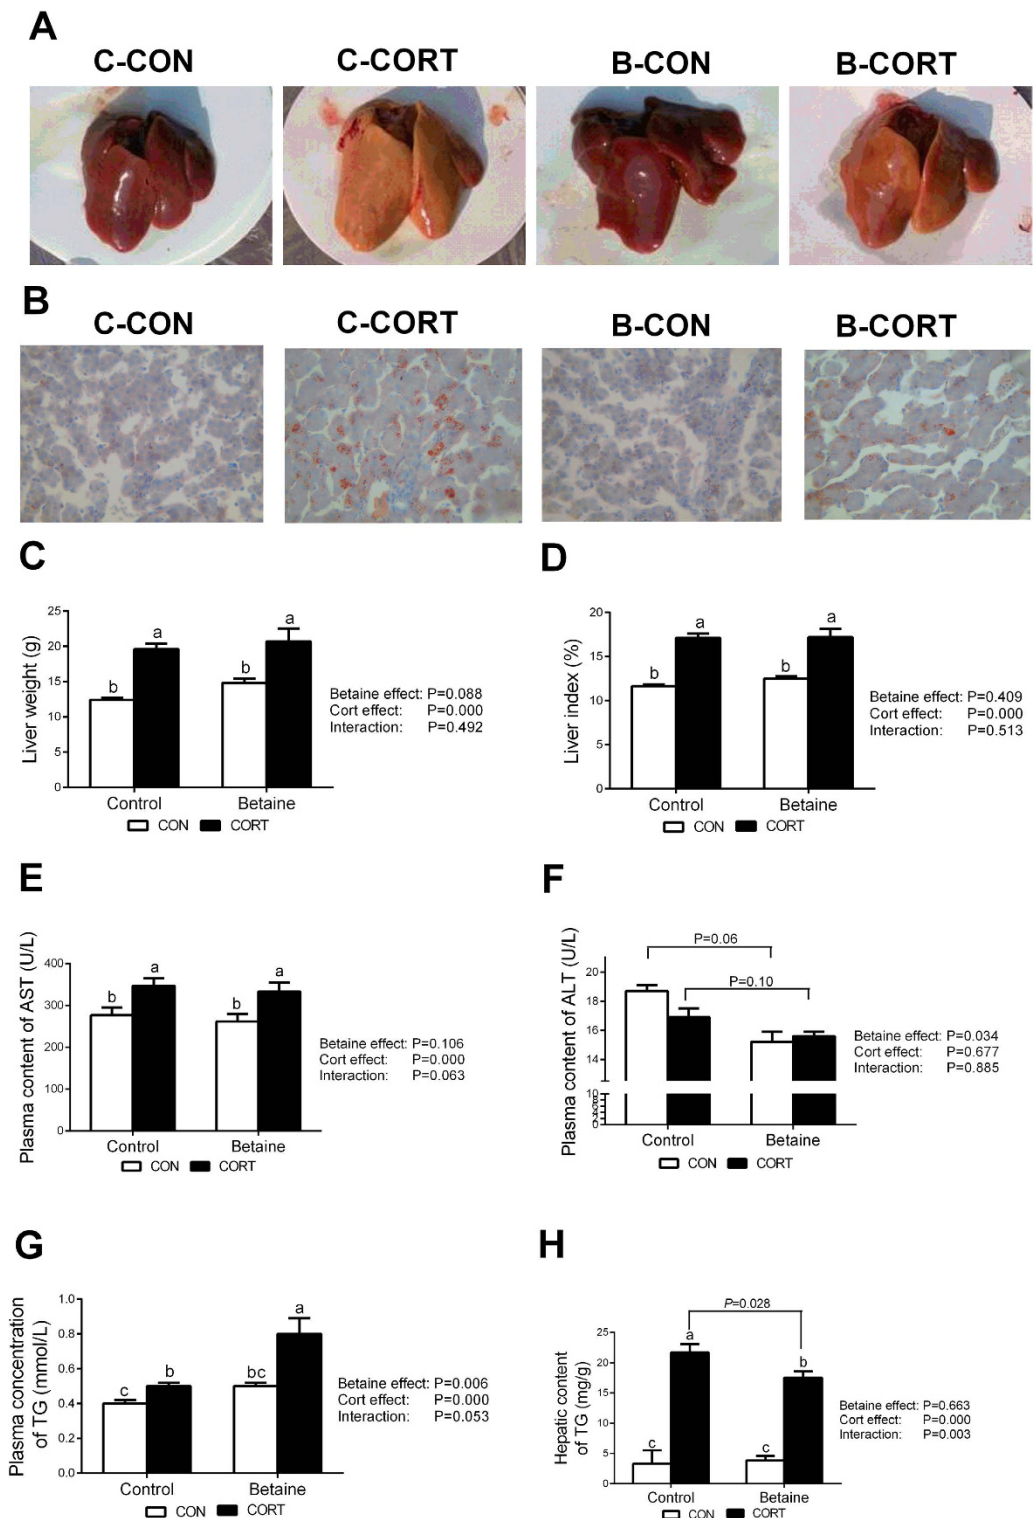 A
C-CON C-CORT B-CON B-CORT
B
C-CON C-CORT B-CON B-CORT
C
Liver weight (g)
25
20
15
10
5
0
b a b a
Control Betaine
CON CORT
Betaine effect: P=0.088
Cort effect: P=0.000
Interaction: P=0.492
D
Liver index (%)
20
15
10
5
0
b a b a
Control Betaine
CON CORT
Betaine effect: P=0.409
Cort effect: P=0.000
Interaction: P=0.513
E
Plasma content of AST (U/L)
400
300
200
100
0
b a b a
Control Betaine
CON CORT
Betaine effect: P=0.106
Cort effect: P=0.000
Interaction: P=0.063
F
Plasma content of ALT (U/L)
P=0.06
P=0.10
20
18
16
14
10
8
6
4
2
0
Control Betaine
CON CORT
Betaine effect: P=0.034
Cort effect: P=0.677
Interaction: P=0.885
G
Plasma concentration
of TG (mmol/L)
1.0
0.8
0.6
0.4
0.2
0.0
c b bc a
Control Betaine
CON CORT
Betaine effect: P=0.006
Cort effect: P=0.000
Interaction: P=0.053
H
Hepatic content
of TG (mg/g)
P=0.028
25
20
15
10
5
0
c a c b
Control Betaine
CON CORT
Betaine effect: P=0.663
Cort effect: P=0.000
Interaction: P=0.003